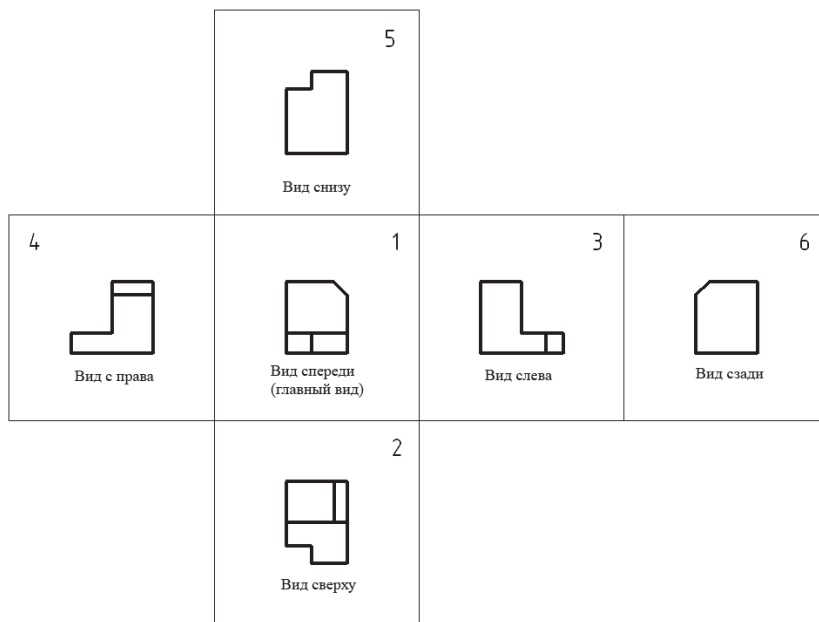 5
Вид снизу
4
1
3
6
Вид с права
Вид спереди
(главный вид)
Вид слева
Вид сзади
2
Вид сверху